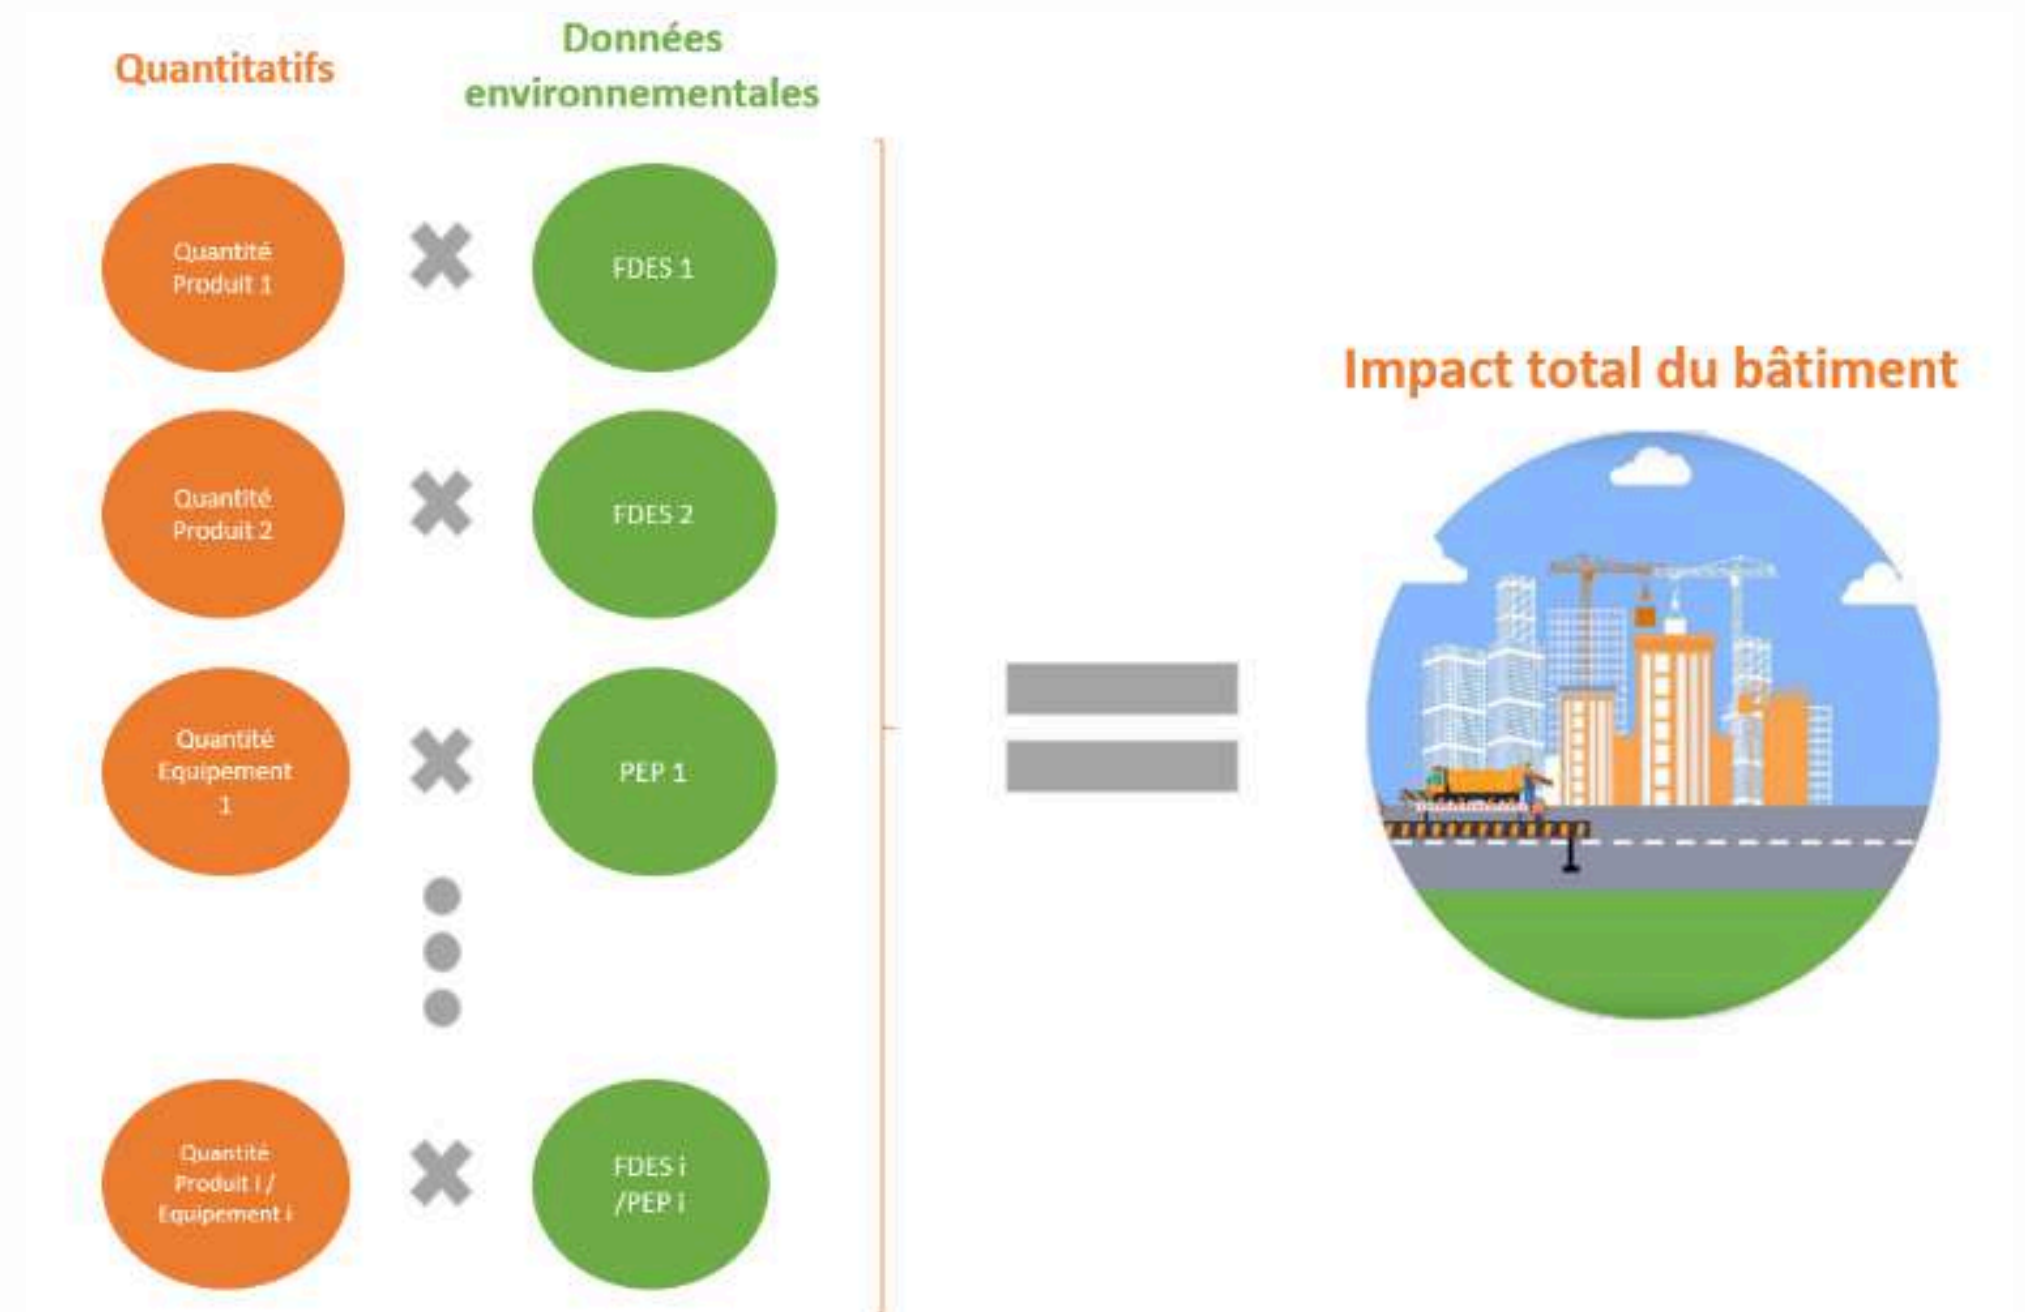 Quantitatifs
Données
environnementales
Quantité
Produit 1
FDES 1
Quantité
Produit 2
FDES 2
Quantité
Equipement
1
PEP 1
Quantité
Produit i /
Equipement i
FDES i
/PEP i
Impact total du bâtiment